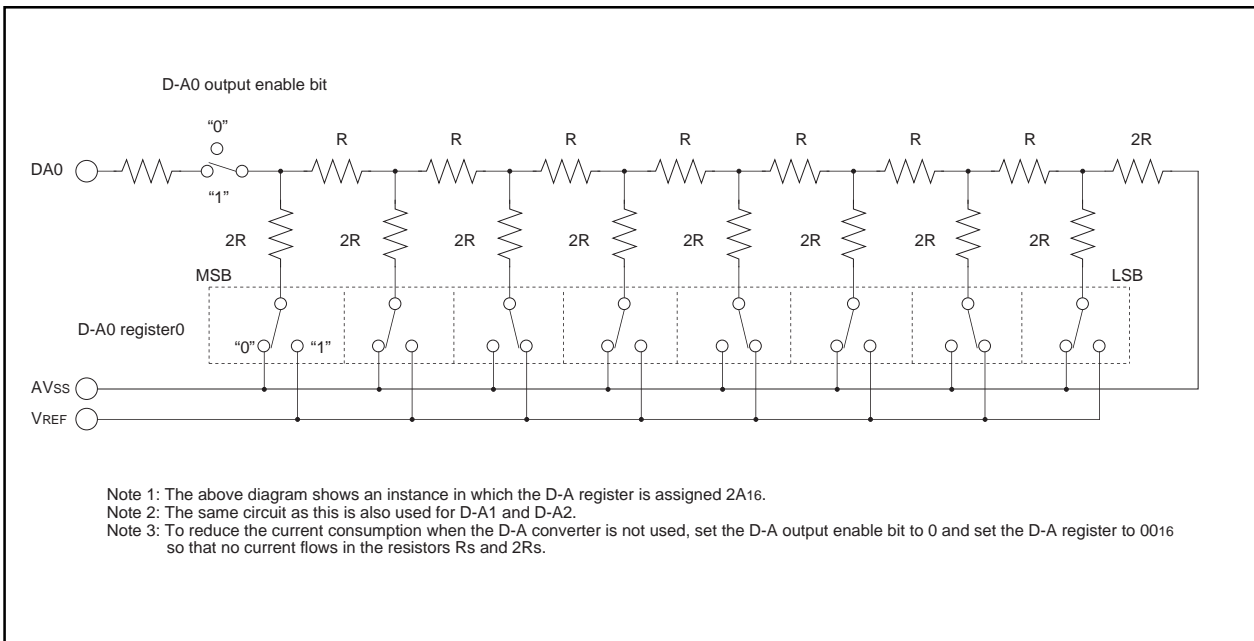 D-A0 output enable bit
“0”
R R R R R R R 2R
DA0
“1”
2R 2R 2R 2R 2R 2R 2R 2R
MSB LSB
D-A0 register0
“0” “1”
AVSS
VREF
Note 1: The above diagram shows an instance in which the D-A register is assigned 2A16.
Note 2: The same circuit as this is also used for D-A1 and D-A2.
Note 3: To reduce the current consumption when the D-A converter is not used, set the D-A output enable bit to 0 and set the D-A register to 0016
so that no current flows in the resistors Rs and 2Rs.